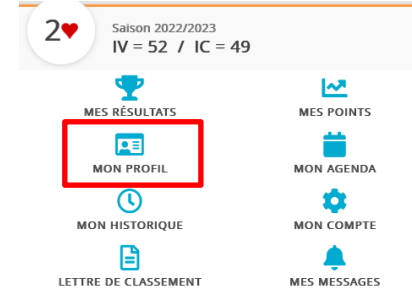 2♥
Saison 2022/2023
IV = 52 / IC = 49
MES RÉSULTATS
MES POINTS
MON PROFIL
MON AGENDA
MON HISTORIQUE
MON COMPTE
LETTRE DE CLASSEMENT
MES MESSAGES